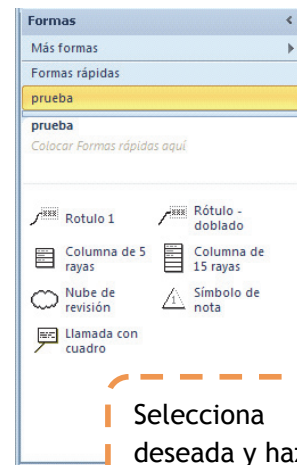 Formas
Más formas
Formas rápidas
prueba
prueba
Colocar Formas rápidas aquí
Rotulo 1
Rótulo -
doblado
Columna de 5
rayas
Columna de
15 rayas
Nube de
revisión
Símbolo de
nota
Llamada con
cuadro
Selecciona
deseada y haz